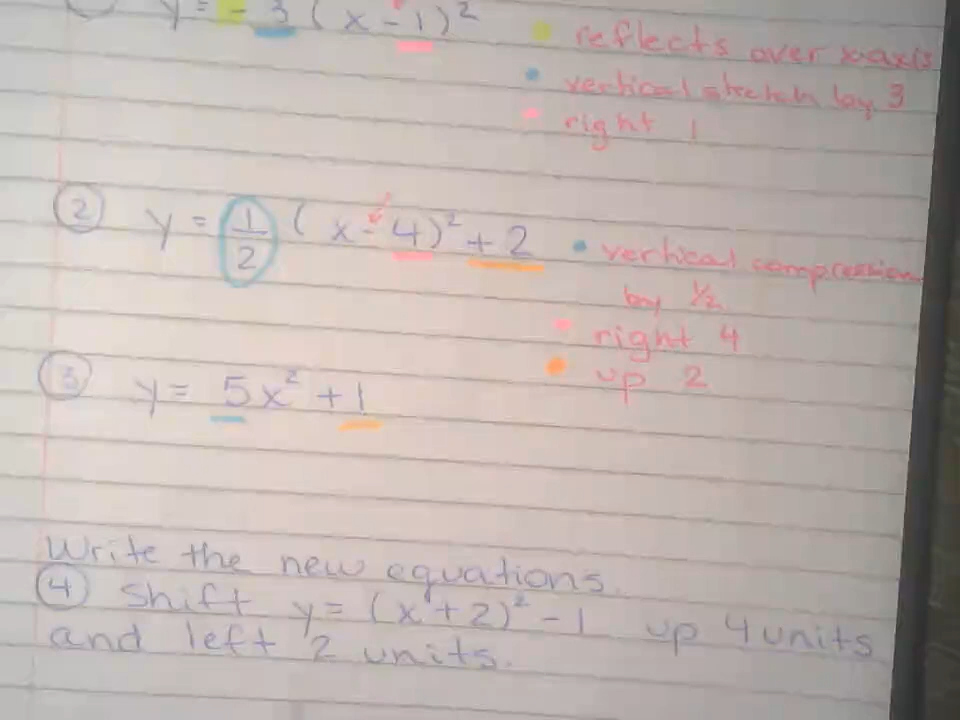 y = - 3 ( x - 1 )²
reflects over x-axis
vertical stretch by 3
right 1
② y = 1/2 ( x - 4 )² + 2
vertical compression
by 1/2
right 4
up 2
③ y = 5x² + 1
Write the new equations.
④ Shift y = (x + 2)² - 1 up 4 units
and left 2 units.